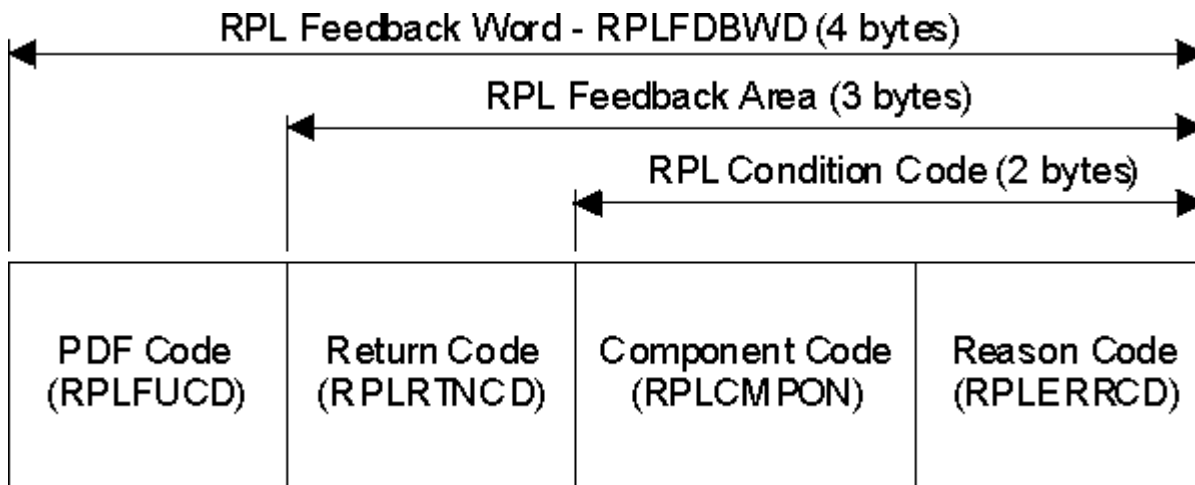 RPL Feedback Word - RPLFDBWD (4 bytes)
RPL Feedback Area (3 bytes)
RPL Condition Code (2 bytes)
PDF Code
(RPLFUCD)
Return Code
(RPLRTNCD)
Component Code
(RPLCMPON)
Reason Code
(RPLERRCD)